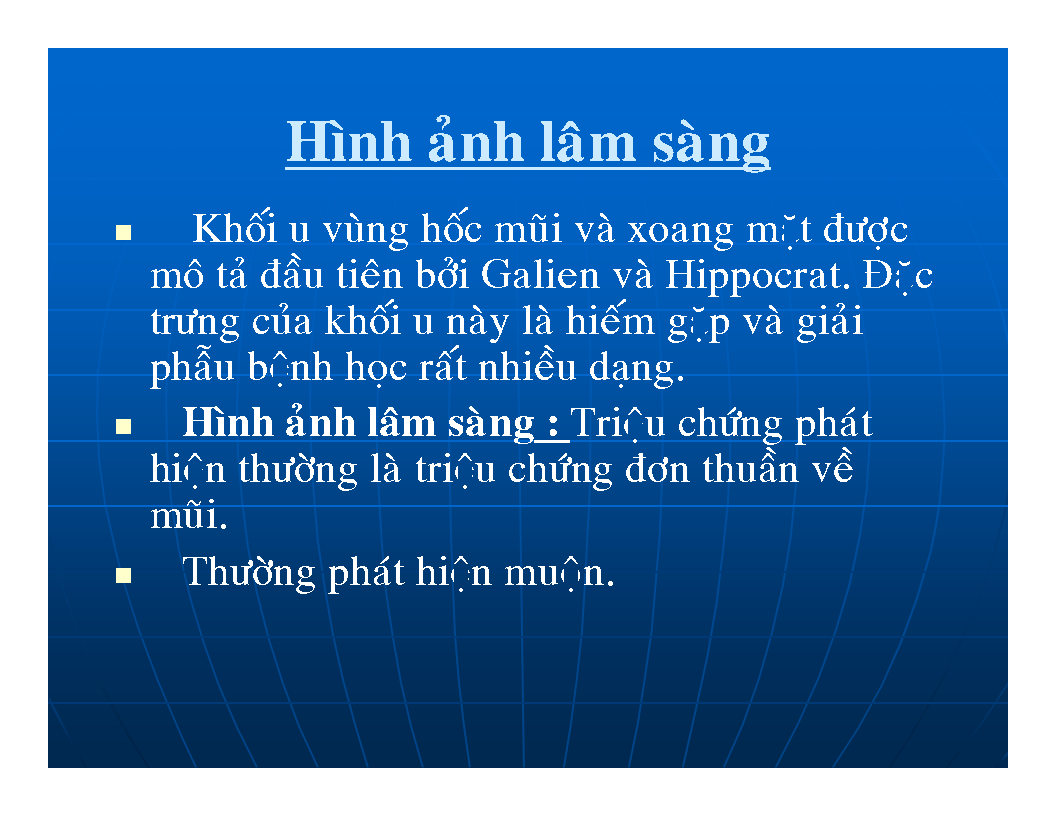 Hình ảnh lâm sàng
Khối u vùng hốc mũi và xoang mặt được
mô tả đầu tiên bởi Galien và Hippocrat. Đặc
trưng của khối u này là hiếm gặp và giải
phẫu bệnh học rất nhiều dạng.
Hình ảnh lâm sàng : Triệu chứng phát
hiện thường là triệu chứng đơn thuần về
mũi.
Thường phát hiện muộn.